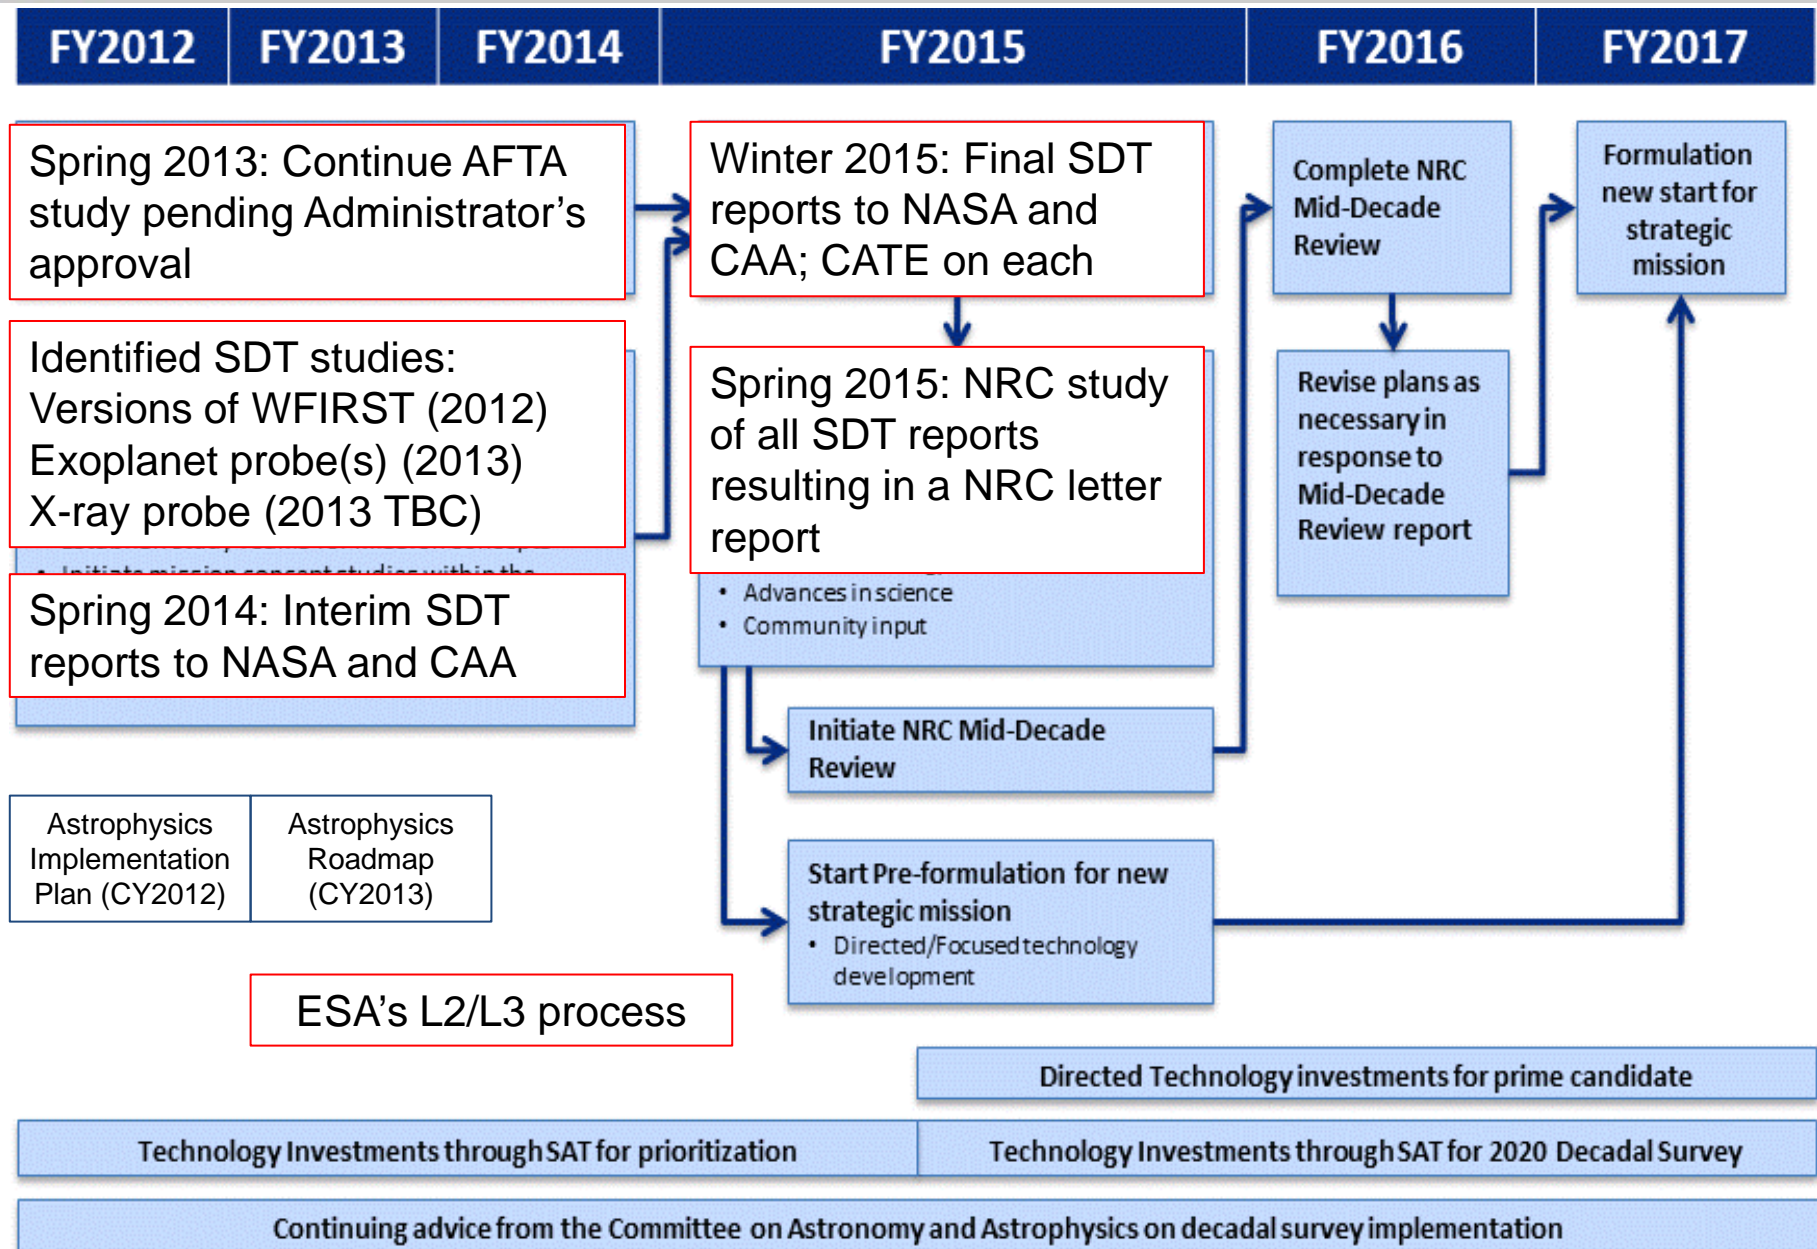 FY2012 FY2013 FY2014 FY2015 FY2016 FY2017
Spring 2013: Continue AFTA
study pending Administrator’s
approval
Identified SDT studies:
Versions of WFIRST (2012)
Exoplanet probe(s) (2013)
X-ray probe (2013 TBC)
• Initiate mission concept studies within the
Spring 2014: Interim SDT
reports to NASA and CAA
Winter 2015: Final SDT
reports to NASA and
CAA; CATE on each
Spring 2015: NRC study
of all SDT reports
resulting in a NRC letter
report
• Advances in science
• Community input
Initiate NRC Mid-Decade
Review
Start Pre-formulation for new
strategic mission
• Directed/Focused technology
development
Complete NRC
Mid-Decade
Review
Revise plans as
necessary in
response to
Mid-Decade
Review report
Formulation
new start for
strategic
mission
Astrophysics
Implementation
Plan (CY2012)
Astrophysics
Roadmap
(CY2013)
ESA’s L2/L3 process
Directed Technology investments for prime candidate
Technology Investments through SAT for prioritization
Technology Investments through SAT for 2020 Decadal Survey
Continuing advice from the Committee on Astronomy and Astrophysics on decadal survey implementation